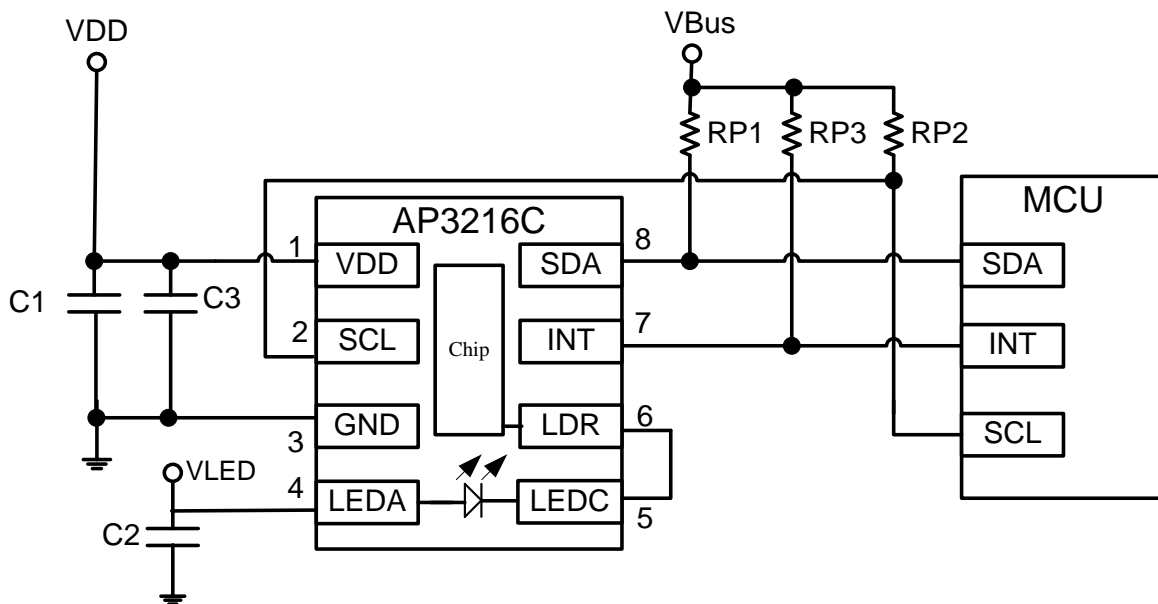 VDD
VBus
RP1
RP3
RP2
AP3216C
MCU
1
VDD
SDA
8
SDA
C1
C3
2
SCL
Chip
INT
7
INT
3
GND
LDR
6
SCL
VLED
4
LEDA
LEDC
5
C2